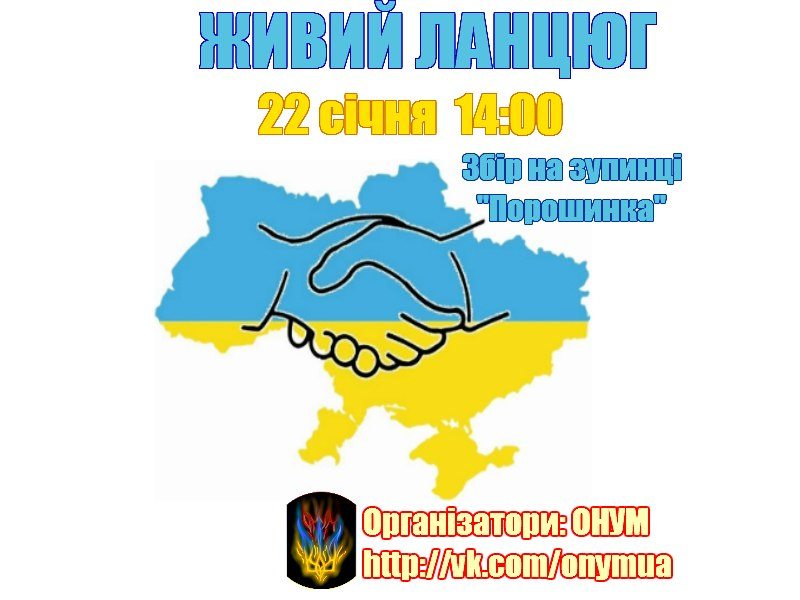 ЖИВИЙ ЛАНЦЮГ
22 січня 14:00
Збір на зупинці
"Порошинка"
Організатори: ОНУМ
http://vk.com/onymua